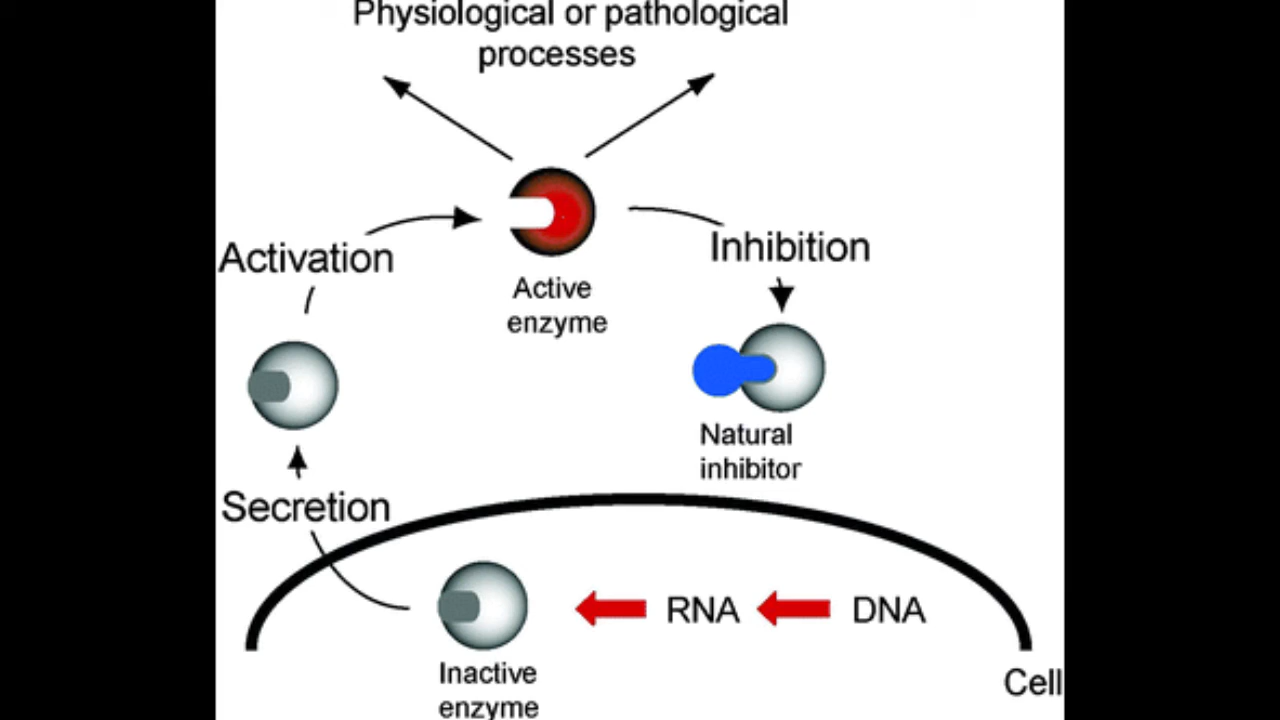 Physiological or pathological
processes
Activation
Inhibition
Active
enzyme
Natural
inhibitor
Secretion
RNA
DNA
Inactive
enzyme
Cell